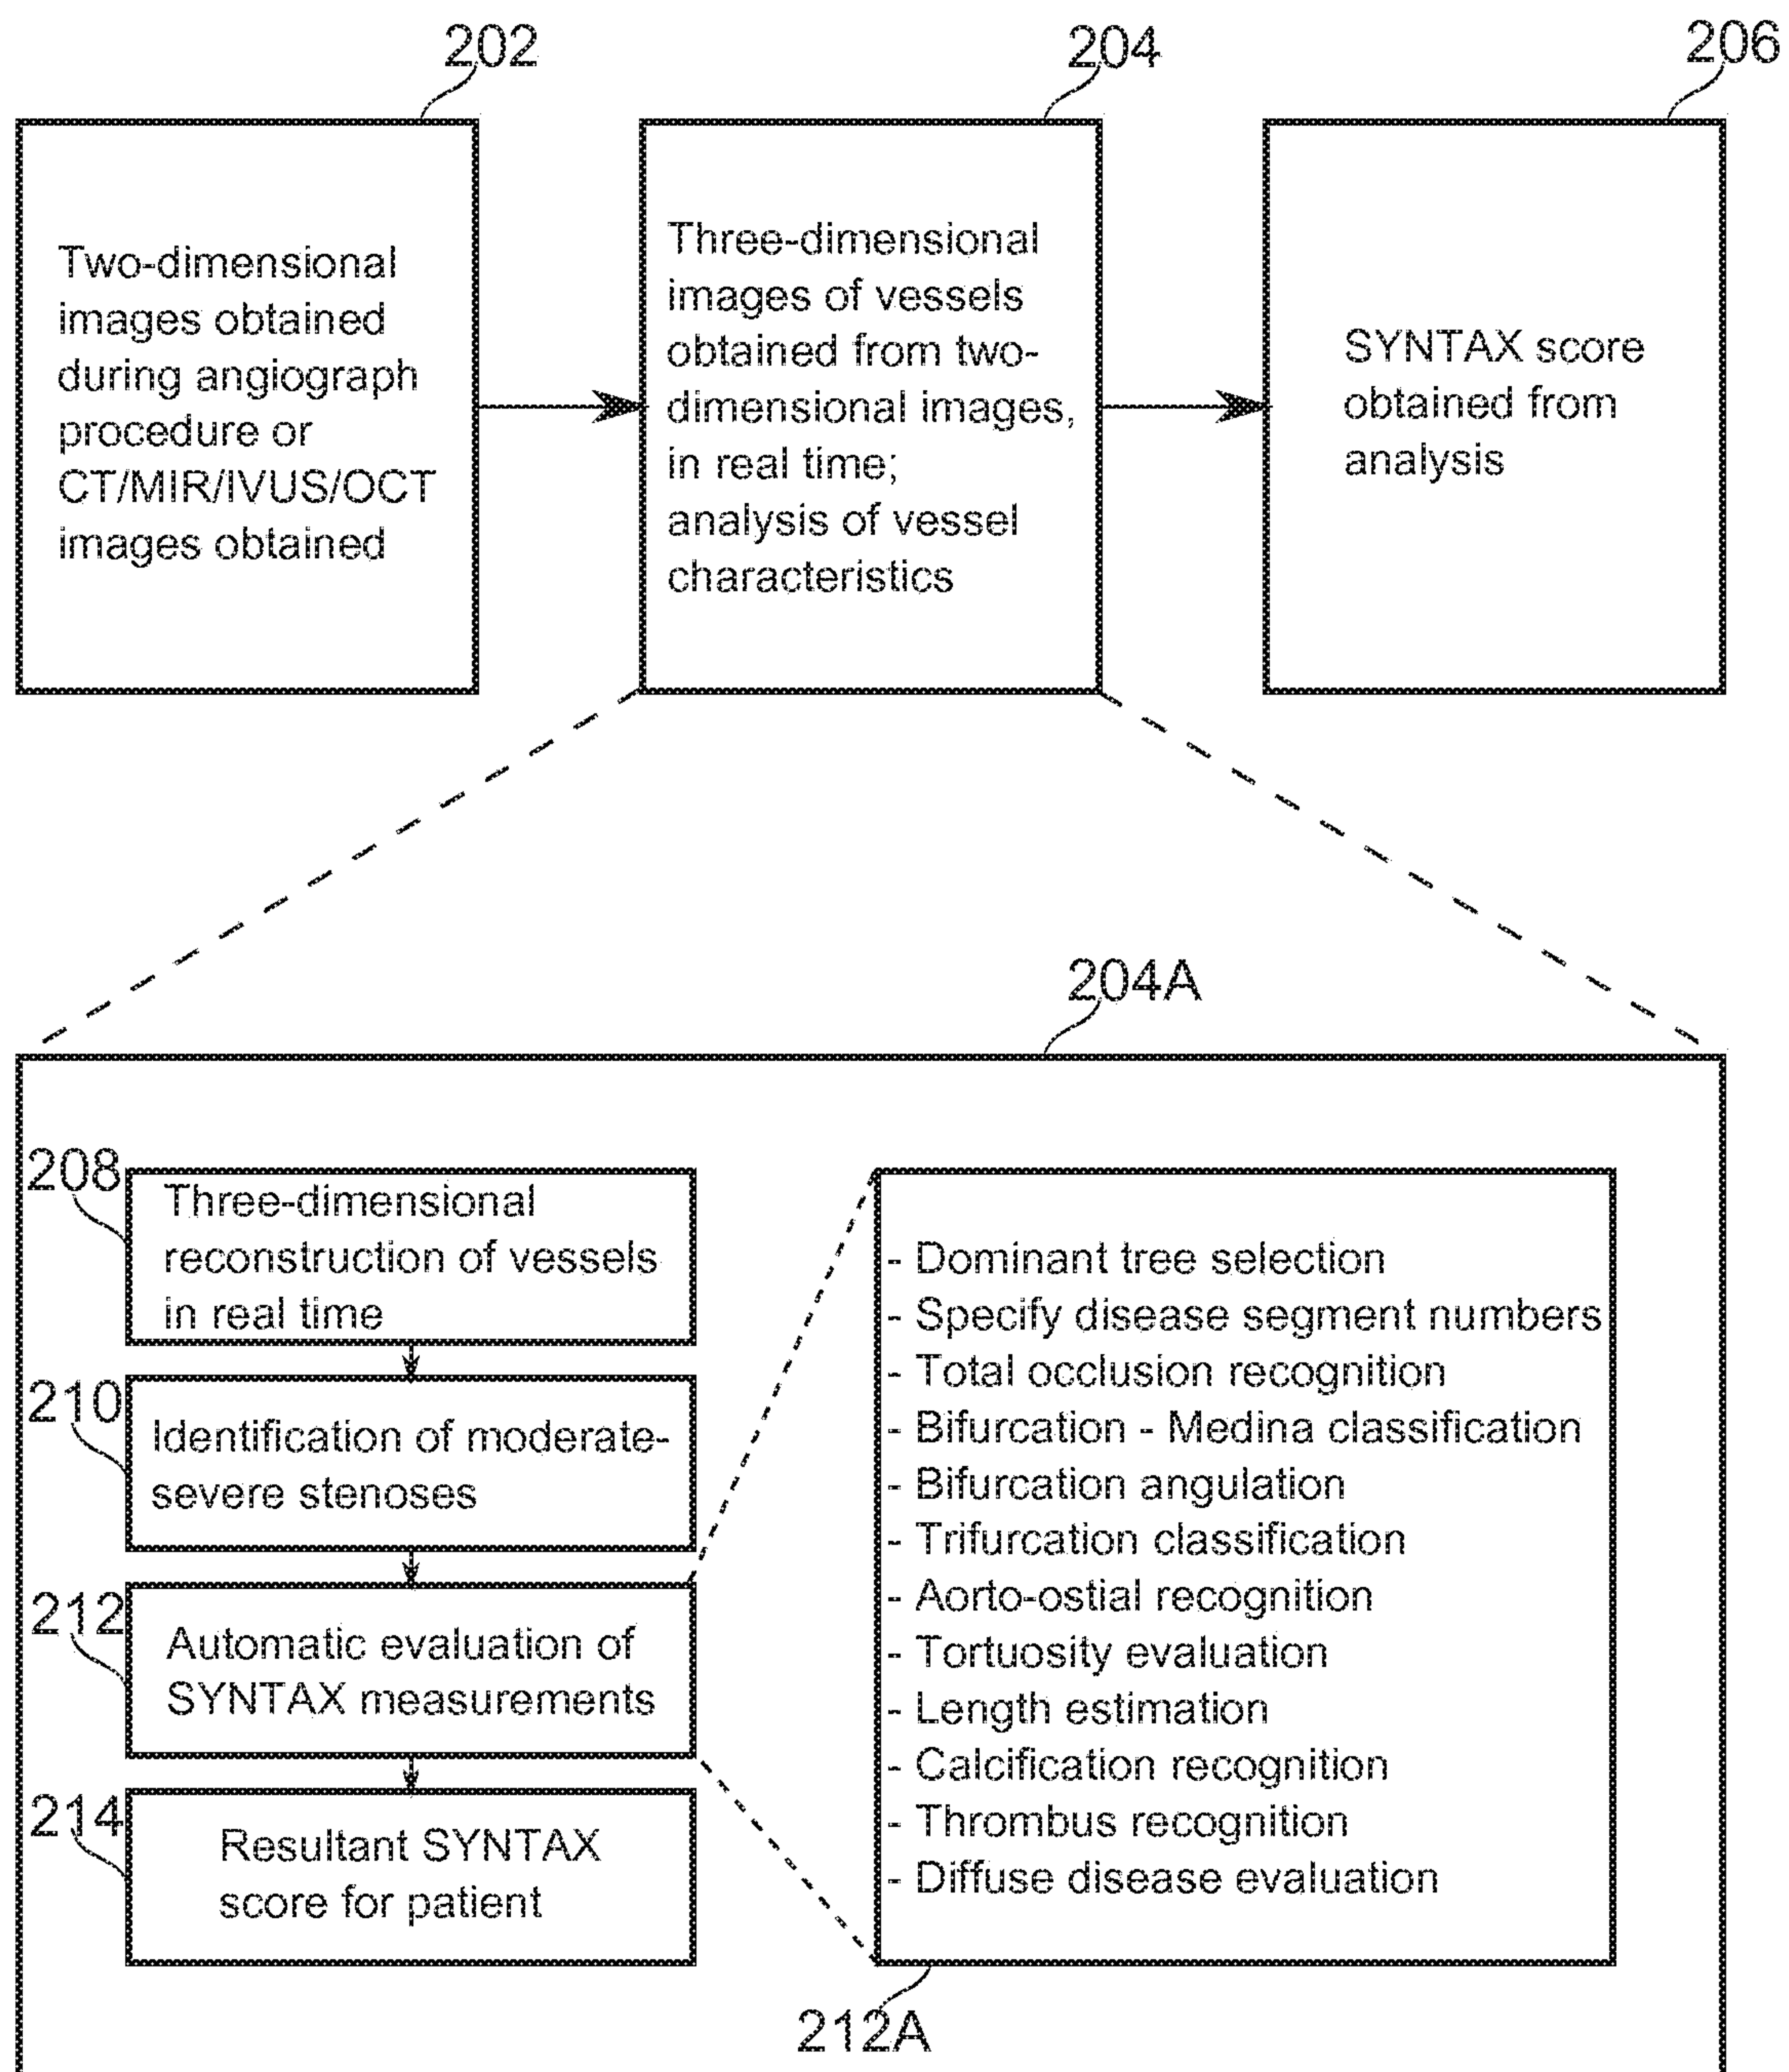 202
204
206
Two-dimensional
images obtained
during angiograph
procedure or
CT/MIR/IVUS/OCT
images obtained
Three-dimensional
images of vessels
obtained from two-
dimensional images,
in real time;
analysis of vessel
characteristics
SYNTAX score
obtained from
analysis
204A
208
Three-dimensional
reconstruction of vessels
in real time
210
Identification of moderate-
severe stenoses
212
Automatic evaluation of
SYNTAX measurements
214
Resultant SYNTAX
score for patient
- Dominant tree selection
- Specify disease segment numbers
- Total occlusion recognition
- Bifurcation - Medina classification
- Bifurcation angulation
- Trifurcation classification
- Aorto-ostial recognition
- Tortuosity evaluation
- Length estimation
- Calcification recognition
- Thrombus recognition
- Diffuse disease evaluation
212A